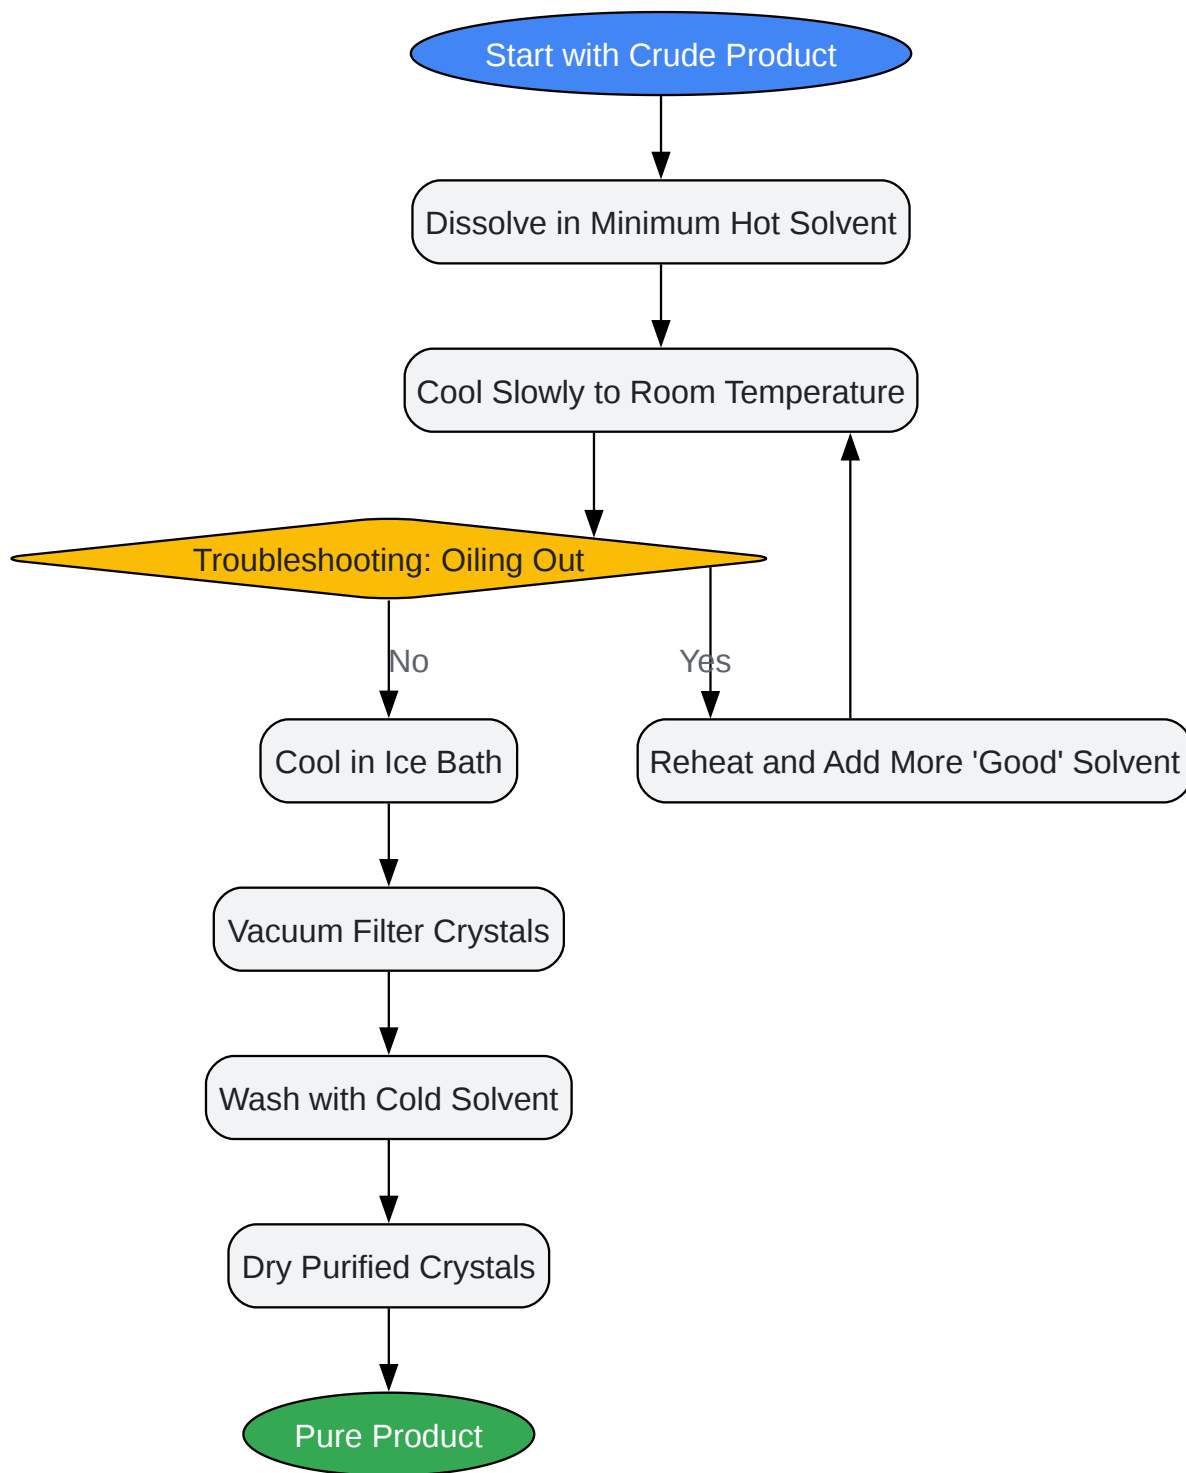 Start with Crude Product
Dissolve in Minimum Hot Solvent
Cool Slowly to Room Temperature
Troubleshooting: Oiling Out
No
Yes
Cool in Ice Bath
Reheat and Add More 'Good' Solvent
Vacuum Filter Crystals
Wash with Cold Solvent
Dry Purified Crystals
Pure Product